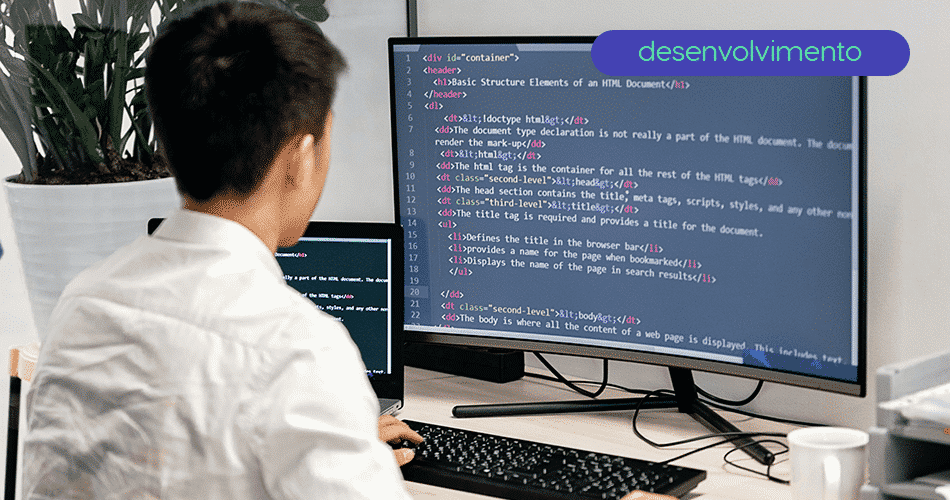 desenvolvimento
1 <div id="container">
2 <header>
3 <h1>Basic Structure Elements of an HTML Document</h1>
4 </header>
5 <dl>
6 <dt>&lt;!doctype html&gt;</dt>
7 <dd>The document type declaration is not really a part of the HTML document. The docum
render the mark-up</dd>
8 <dt>&lt;html&gt;</dt>
9 <dd>The html tag is the container for all the rest of the HTML tags</dd>
10 <dt class="second-level">&lt;head&gt;</dt>
11 <dd>The head section contains the title, meta tags, scripts, styles, and any other non
12 <dt class="third-level">&lt;title&gt;</dt>
13 <dd>The title tag is required and provides a title for the document.
14 <ul>
15 <li>Defines the title in the browser bar</li>
16 <li>provides a name for the page when bookmarked</li>
17 <li>Displays the name of the page in search results</li>
18 </ul>
19
20 </dd>
21 <dt class="second-level">&lt;body&gt;</dt>
22 <dd>The body is where all the content of a web page is displayed. This includes text,